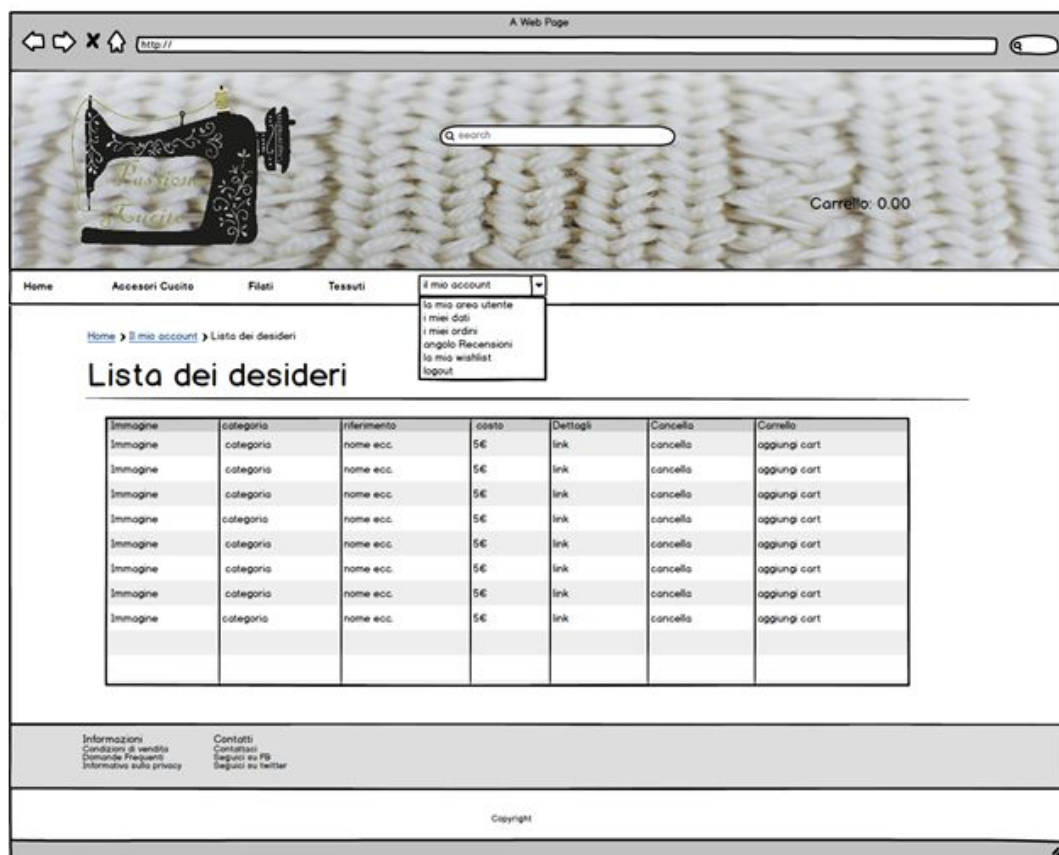 A Web Page
http://
search
Passione
Cucito
Carrello: 0.00
Home Accesori Cucito Filati Tessuti il mio account
la mia area utente
i miei dati
i miei ordini
angolo Recensioni
la mia wishlist
logout
Home > Il mio account > Lista dei desideri
Lista dei desideri
Immagine categoria riferimento costo Dettagli Cancella Carrello
Immagine categoria nome ecc. 5€ link cancella aggiungi cart
Immagine categoria nome ecc. 5€ link cancella aggiungi cart
Immagine categoria nome ecc. 5€ link cancella aggiungi cart
Immagine categoria nome ecc. 5€ link cancella aggiungi cart
Immagine categoria nome ecc. 5€ link cancella aggiungi cart
Immagine categoria nome ecc. 5€ link cancella aggiungi cart
Immagine categoria nome ecc. 5€ link cancella aggiungi cart
Immagine categoria nome ecc. 5€ link cancella aggiungi cart
Informazioni
Condizioni di vendita
Domande Frequenti
Informativa sulla privacy
Contatti
Contattaci
Seguici su FB
Seguici su twitter
Copyright